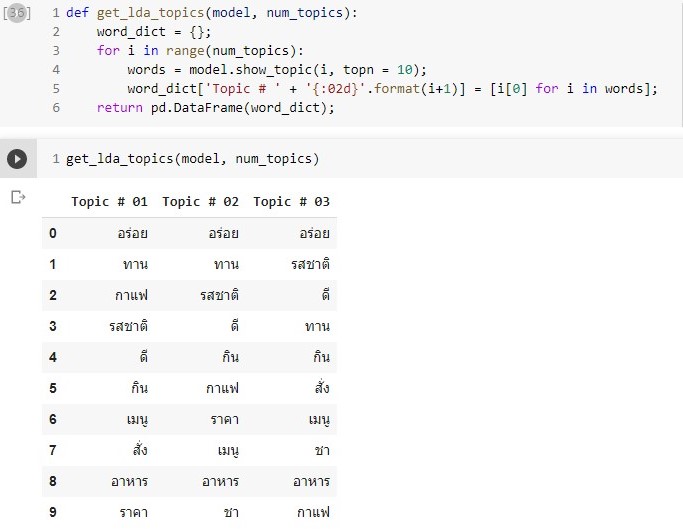 [36] 1 def get_lda_topics(model, num_topics):
2 word_dict = {};
3 for i in range(num_topics):
4 words = model.show_topic(i, topn = 10);
5 word_dict['Topic # ' + '{:02d}'.format(i+1)] = [i[0] for i in words];
6 return pd.DataFrame(word_dict);
1 get_lda_topics(model, num_topics)
Topic # 01 Topic # 02 Topic # 03
0 อร่อย อร่อย อร่อย
1 ทาน ทาน รสชาติ
2 กาแฟ รสชาติ ดี
3 รสชาติ ดี ทาน
4 ดี กิน กิน
5 กิน กาแฟ สั่ง
6 เมนู ราคา เมนู
7 สั่ง เมนู ชา
8 อาหาร อาหาร อาหาร
9 ราคา ชา กาแฟ